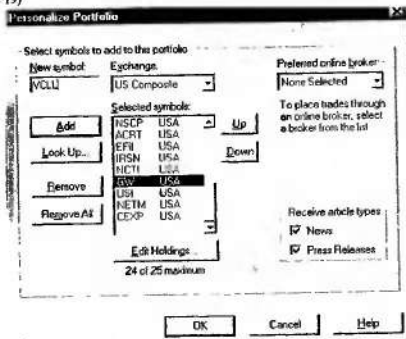 19)
Personalize Portfolio
Select symbols to add to this portfolio
New symbol:
VCLL
Exchange:
US Composite
Preferred online broker
None Selected
Add
Look Up...
Remove
Remove All
Selected symbols:
NSCP USA
ACRT USA
EFII USA
IRSN USA
NCTI USA
GW USA
USI USA
NETM USA
CEXP USA
Up
Down
To place trades through
an online broker, select
a broker from the list
Edit Holdings...
24 of 25 maximum
Receive article types
News
Press Releases
OK
Cancel
Help